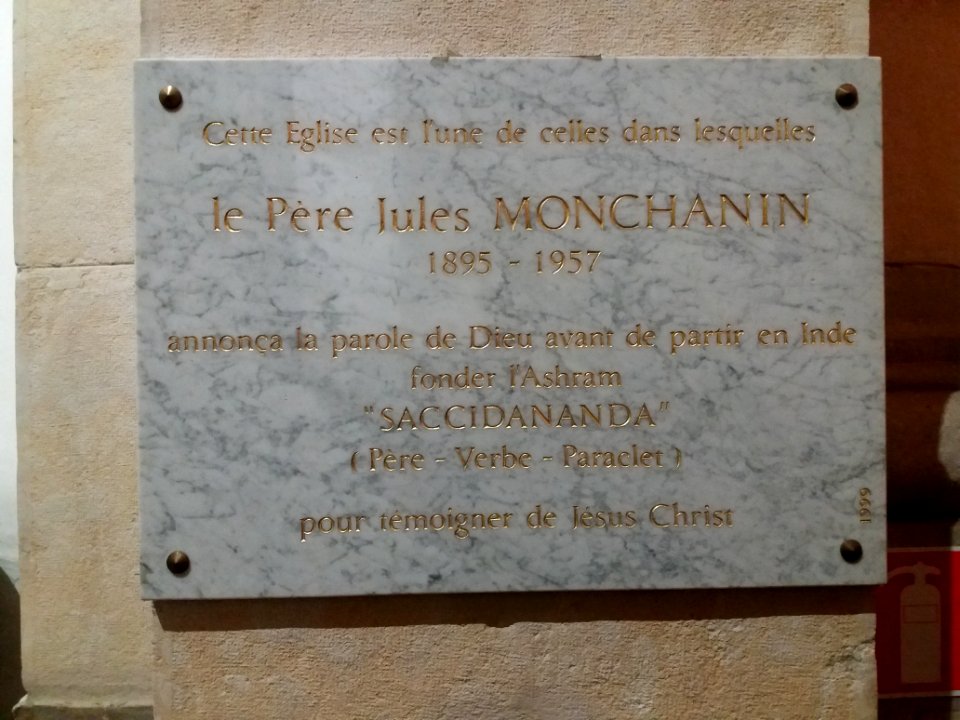 Cette Eglise est l'une de celles dans lesquelles
le Père Jules MONCHANIN
1895 - 1957
annonça la parole de Dieu avant de partir en Inde
fonder l'Ashram
"SACCIDANANDA"
( Père - Verbe - Paraclet )
pour témoigner de Jésus Christ
1999